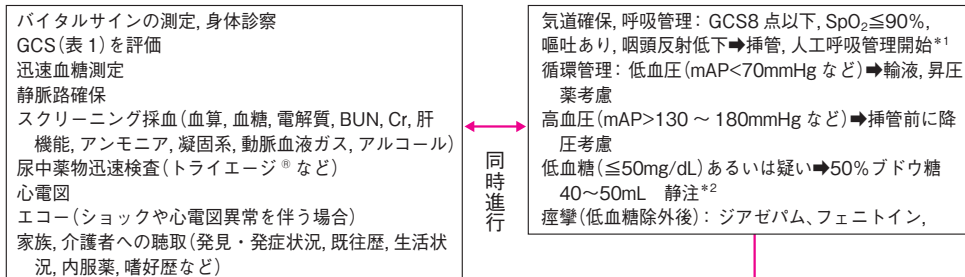 バイタルサインの測定, 身体診察
GCS(表1)を評価
迅速血糖測定
静脈路確保
スクリーニング採血(血算, 血糖, 電解質, BUN, Cr, 肝
機能, アンモニア, 凝固系, 動脈血液ガス, アルコール)
尿中薬物迅速検査(トライエージ®など)
心電図
エコー(ショックや心電図異常を伴う場合)
家族, 介護者への聴取(発見・発症状況, 既往歴, 生活状
況, 内服薬, 嗜好歴など)
同時進行
気道確保, 呼吸管理: GCS8点以下, SpO₂≦90%,
嘔吐あり, 咽頭反射低下➡挿管, 人工呼吸管理開始*1
循環管理: 低血圧(mAP<70mmHgなど)➡輸液, 昇圧
薬考慮
高血圧(mAP>130～180mmHgなど)➡挿管前に降
圧考慮
低血糖(≦50mg/dL)あるいは疑い➡50%ブドウ糖
40～50mL 静注*2
痙攣(低血糖除外後): ジアゼパム、フェニトイン,